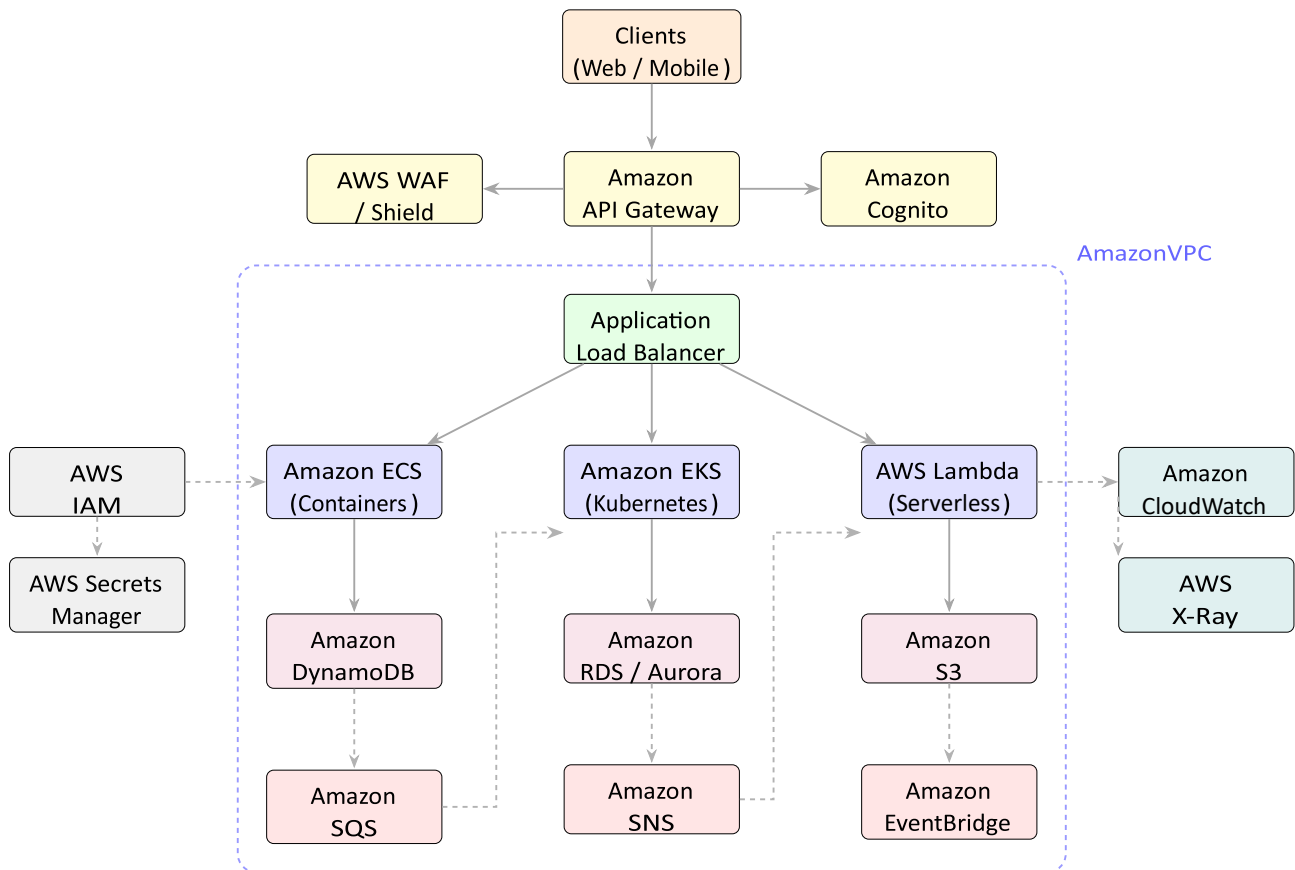 Clients
(Web / Mobile)
AWS WAF
/ Shield
Amazon
API Gateway
Amazon
Cognito
AmazonVPC
Application
Load Balancer
AWS
IAM
Amazon ECS
(Containers)
Amazon EKS
(Kubernetes)
AWS Lambda
(Serverless)
Amazon
CloudWatch
AWS Secrets
Manager
AWS
X-Ray
Amazon
DynamoDB
Amazon
RDS / Aurora
Amazon
S3
Amazon
SQS
Amazon
SNS
Amazon
EventBridge